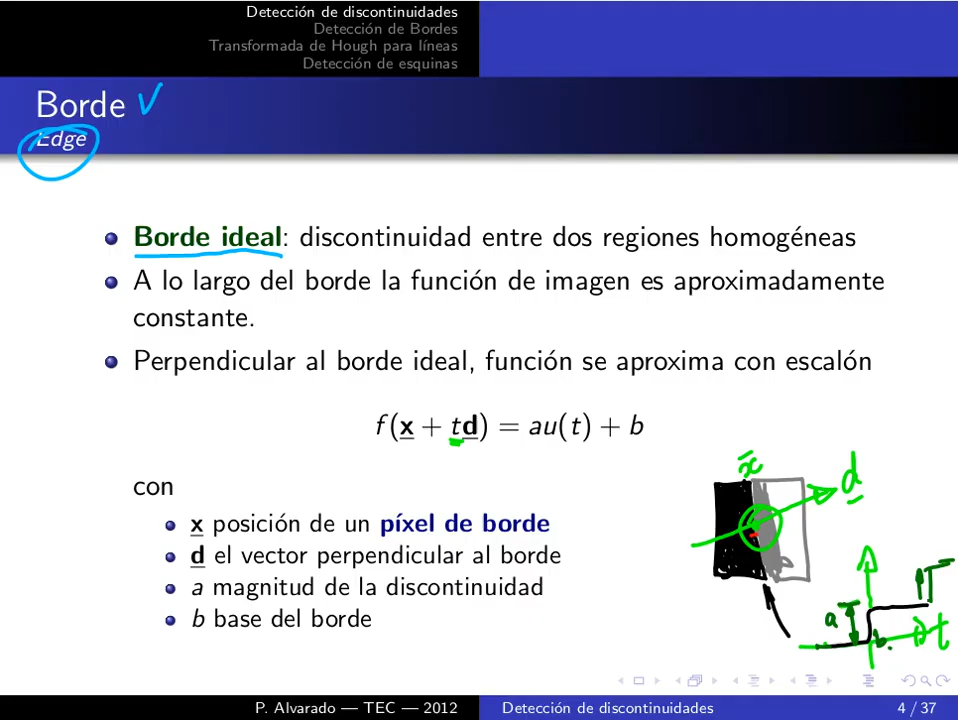 Detección de discontinuidades
Detección de Bordes
Transformada de Hough para líneas
Detección de esquinas
Borde
Edge
Borde ideal: discontinuidad entre dos regiones homogéneas
A lo largo del borde la función de imagen es aproximadamente
constante.
Perpendicular al borde ideal, función se aproxima con escalón
f(x + td) = au(t) + b
con
x posición de un píxel de borde
d el vector perpendicular al borde
a magnitud de la discontinuidad
b base del borde
x
d
a
b.
t
P. Alvarado — TEC — 2012
Detección de discontinuidades
4 / 37